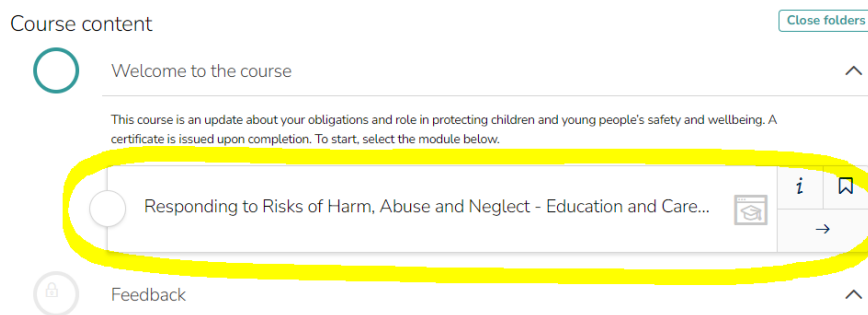 Course content
Close folders
Welcome to the course
This course is an update about your obligations and role in protecting children and young people's safety and wellbeing. A
certificate is issued upon completion. To start, select the module below.
Responding to Risks of Harm, Abuse and Neglect - Education and Care...
i
Feedback